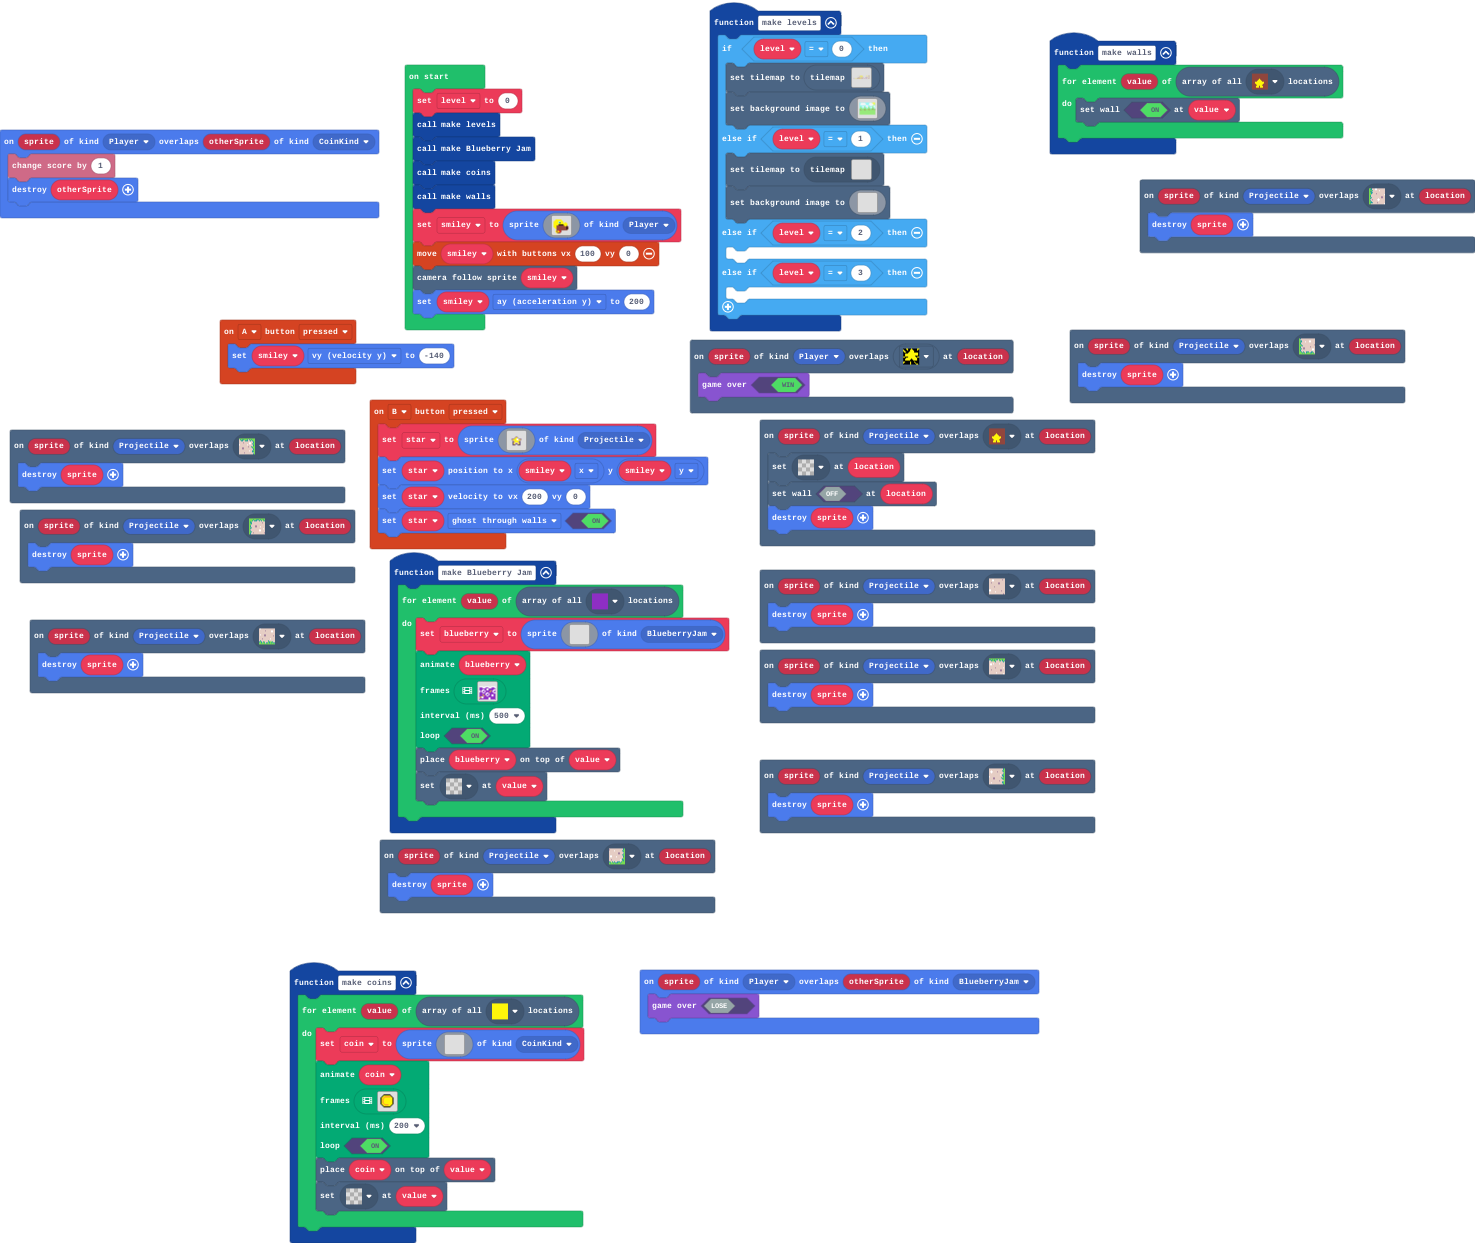 function make levels
if level = 0 then
set tilemap to tilemap
set background image to
else if level = 1 then
set tilemap to tilemap
set background image to
else if level = 2 then
else if level = 3 then
function make walls
for element value of array of all locations
do set wall ON at value
on start
set level to 0
call make levels
call make Blueberry Jam
call make coins
call make walls
set smiley to sprite of kind Player
move smiley with buttons vx 100 vy 0
camera follow sprite smiley
set smiley ay (acceleration y) to 200
on sprite of kind Player overlaps otherSprite of kind CoinKind
change score by 1
destroy otherSprite
on sprite of kind Projectile overlaps at location
destroy sprite
on A button pressed
set smiley vy (velocity y) to -140
on sprite of kind Player overlaps at location
game over WIN
on sprite of kind Projectile overlaps at location
destroy sprite
on B button pressed
set star to sprite of kind Projectile
set star position to x smiley x y smiley y
set star velocity to vx 200 vy 0
set star ghost through walls ON
on sprite of kind Projectile overlaps at location
set at location
set wall OFF at location
destroy sprite
on sprite of kind Projectile overlaps at location
destroy sprite
on sprite of kind Projectile overlaps at location
destroy sprite
on sprite of kind Projectile overlaps at location
destroy sprite
function make Blueberry Jam
for element value of array of all locations
do
set blueberry to sprite of kind BlueberryJam
animate blueberry
frames
interval (ms) 500
loop ON
place blueberry on top of value
set at value
on sprite of kind Projectile overlaps at location
destroy sprite
on sprite of kind Projectile overlaps at location
destroy sprite
on sprite of kind Projectile overlaps at location
destroy sprite
on sprite of kind Projectile overlaps at location
destroy sprite
function make coins
for element value of array of all locations
do
set coin to sprite of kind CoinKind
animate coin
frames
interval (ms) 200
loop ON
place coin on top of value
set at value
on sprite of kind Player overlaps otherSprite of kind BlueberryJam
game over LOSE